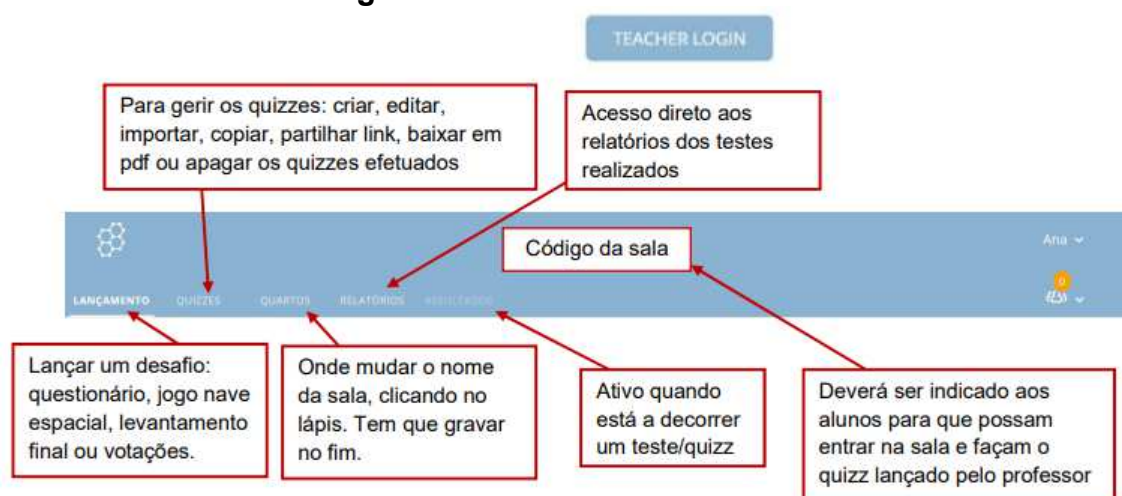 TEACHER LOGIN
Para gerir os quizzes: criar, editar,
importar, copiar, partilhar link, baixar em
pdf ou apagar os quizzes efetuados
Acesso direto aos
relatórios dos testes
realizados
Código da sala
Ana
0
LANÇAMENTO QUIZZES QUARTOS RELATÓRIOS RESULTADOS
Lançar um desafio:
questionário, jogo nave
espacial, levantamento
final ou votações.
Onde mudar o nome
da sala, clicando no
lápis. Tem que gravar
no fim.
Ativo quando
está a decorrer
um teste/quizz
Deverá ser indicado aos
alunos para que possam
entrar na sala e façam o
quizz lançado pelo professor